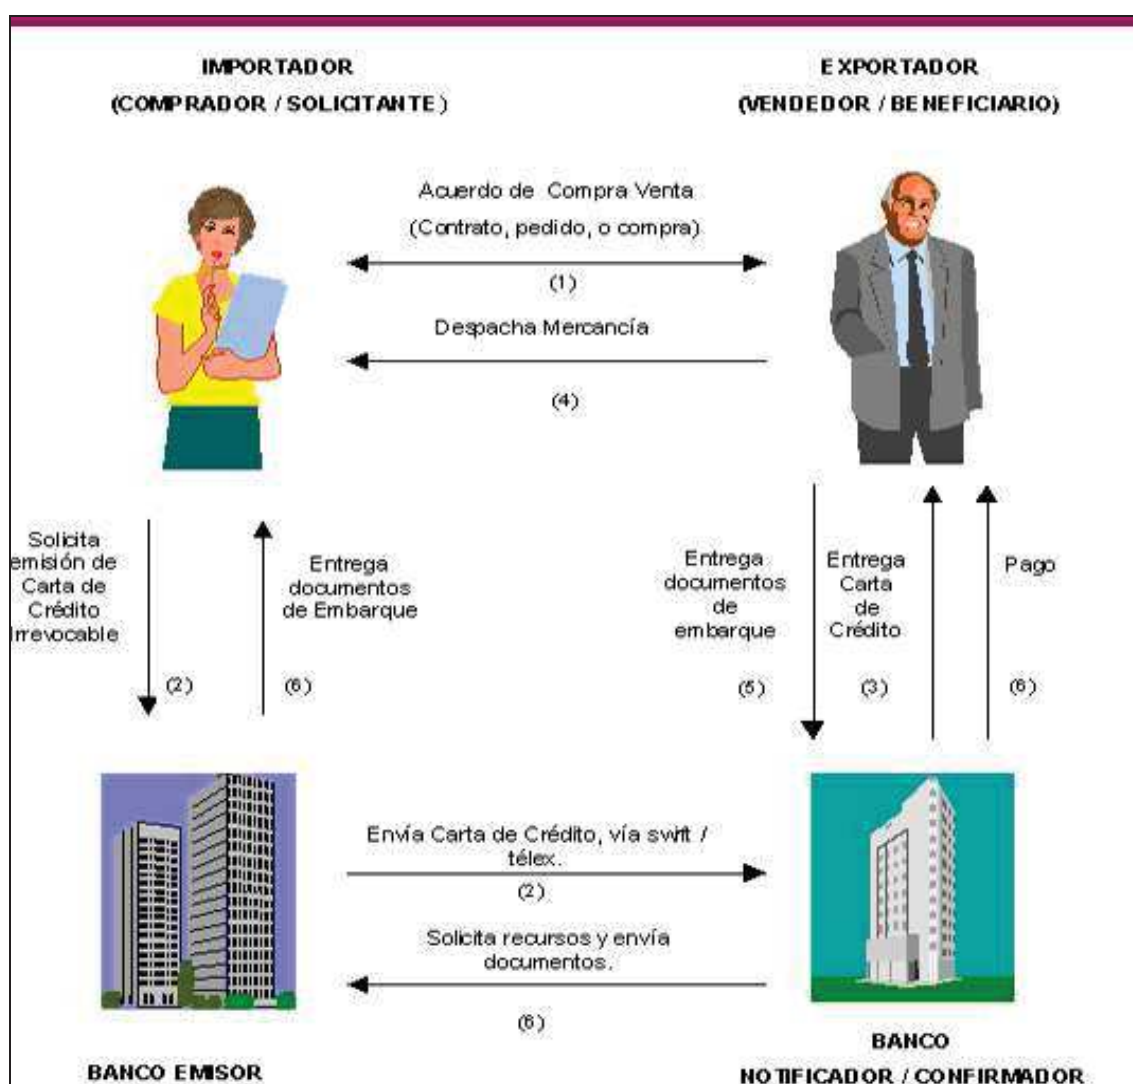 IMPORTADOR
(COMPRADOR / SOLICITANTE)
EXPORTADOR
(VENDEDOR / BENEFICIARIO)
Acuerdo de Compra Venta
(Contrato, pedido, o compra)
(1)
Despacha Mercancía
(4)
Solicita
emisión de
Carta de
Crédito
Irrevocable
(2)
Entrega
documentos
de Embarque
(6)
Entrega
documentos
de
embarque
(5)
Entrega
Carta
de
Crédito
(3)
Pago
(6)
Envía Carta de Crédito, vía swift /
télex.
(2)
Solicita recursos y envía
documentos.
(6)
BANCO EMISOR
BANCO
NOTIFICADOR / CONFIRMADOR